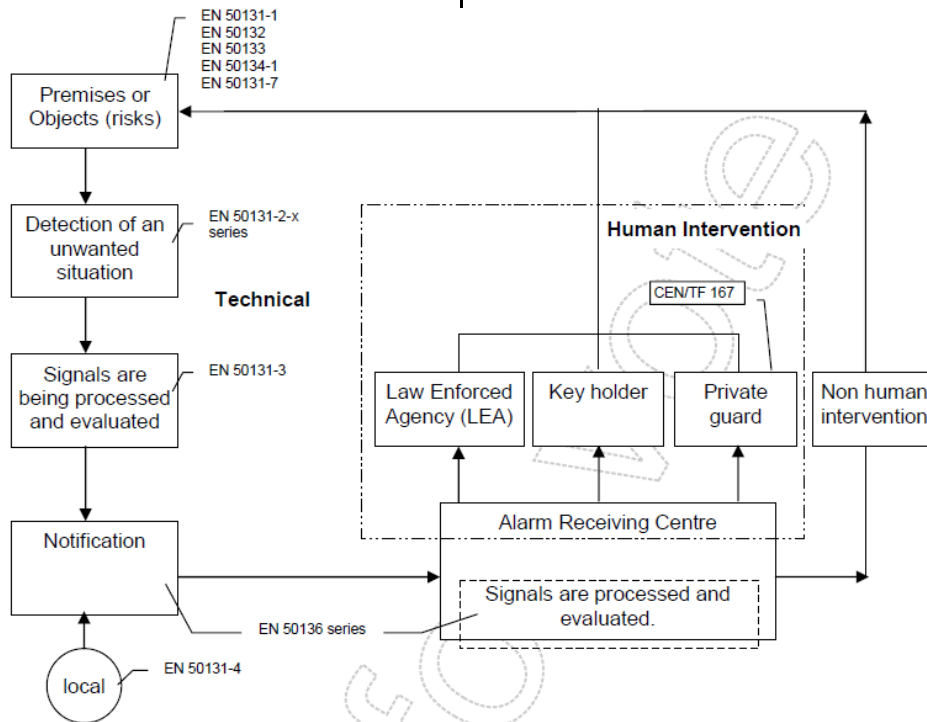 EN 50131-1
EN 50132
EN 50133
EN 50134-1
EN 50131-7
Premises or
Objects (risks)
Detection of an
unwanted
situation
EN 50131-2-x
series
Technical
Human Intervention
CEN/TF 167
Signals are
being processed
and evaluated
EN 50131-3
Law Enforced
Agency (LEA)
Key holder
Private
guard
Non human
intervention
Notification
Alarm Receiving Centre
Signals are processed and
evaluated.
EN 50136 series
local
EN 50131-4